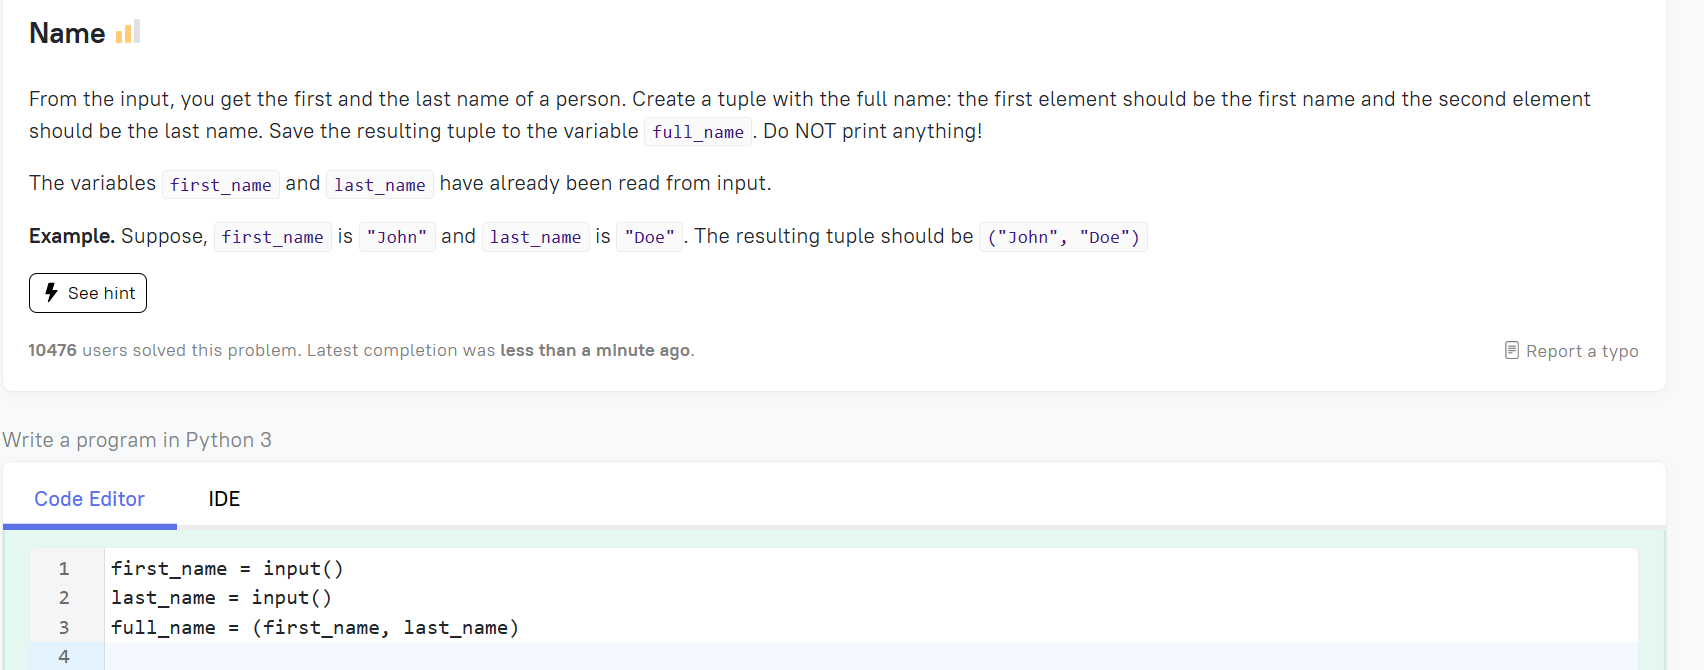 Name
From the input, you get the first and the last name of a person. Create a tuple with the full name: the first element should be the first name and the second element
should be the last name. Save the resulting tuple to the variable full_name. Do NOT print anything!
The variables first_name and last_name have already been read from input.
Example. Suppose, first_name is "John" and last_name is "Doe". The resulting tuple should be ("John", "Doe")
See hint
10476 users solved this problem. Latest completion was less than a minute ago.
Report a typo
Write a program in Python 3
Code Editor IDE
1 first_name = input()
2 last_name = input()
3 full_name = (first_name, last_name)
4